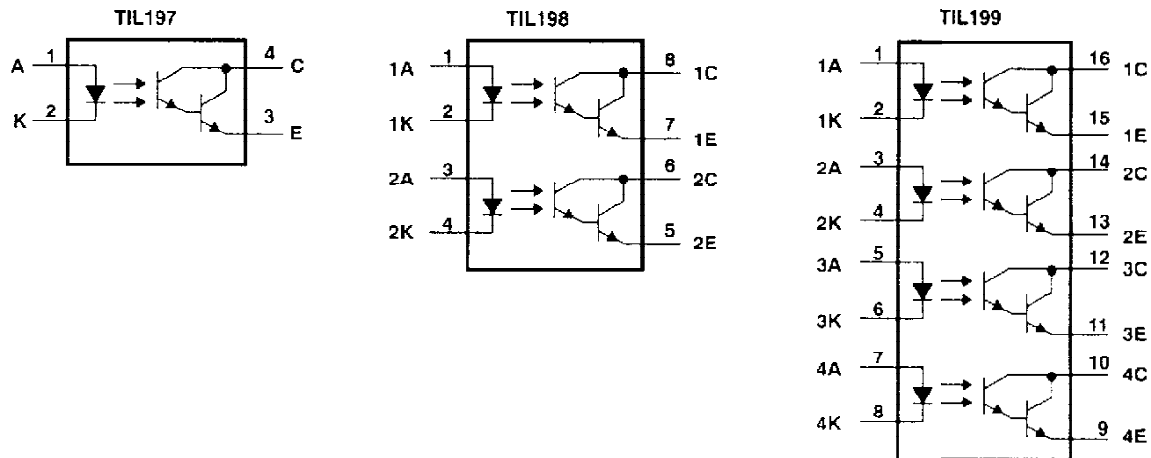 TIL197
A 1 4 C
K 2 3 E
TIL198
1A 1 8 1C
1K 2 7 1E
2A 3 6 2C
2K 4 5 2E
TIL199
1A 1 16 1C
1K 2 15 1E
2A 3 14 2C
2K 4 13 2E
3A 5 12 3C
3K 6 11 3E
4A 7 10 4C
4K 8 9 4E